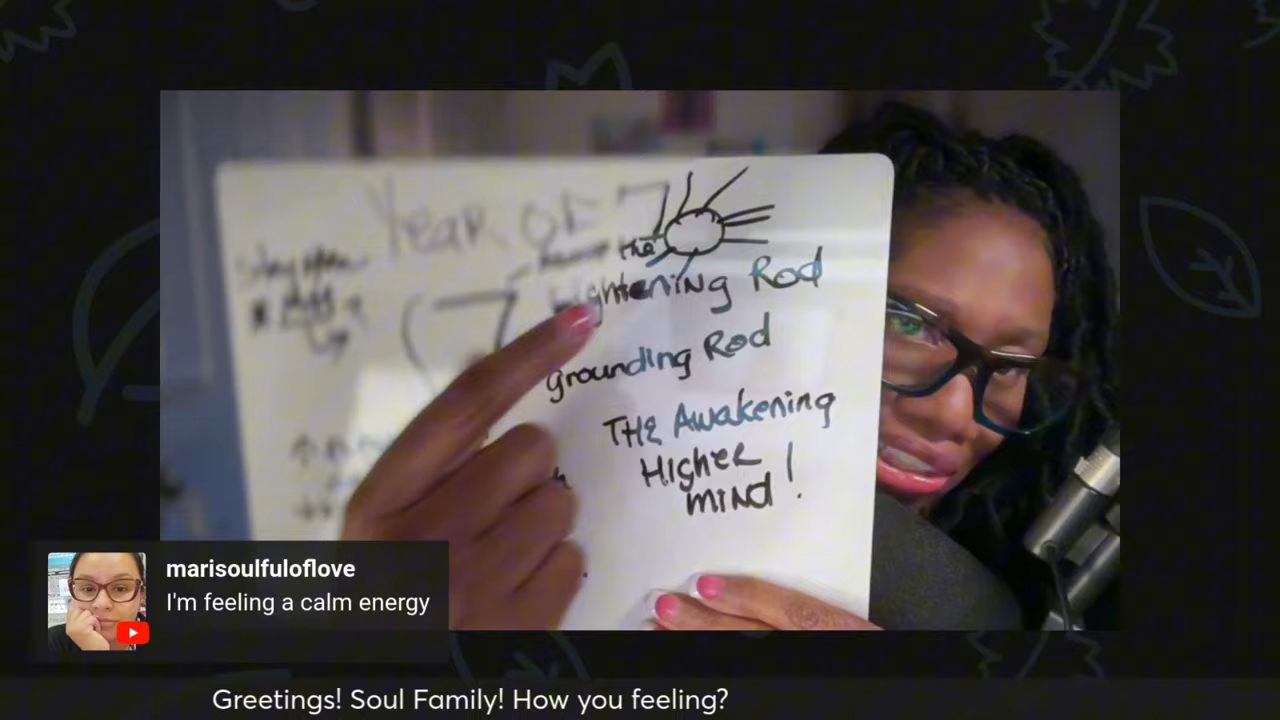 Year of 7
the
Lightening Rod
(7
grounding Rod
THE Awakening
Higher
mind!
marisoulfuloflove
I'm feeling a calm energy
Greetings! Soul Family! How you feeling?